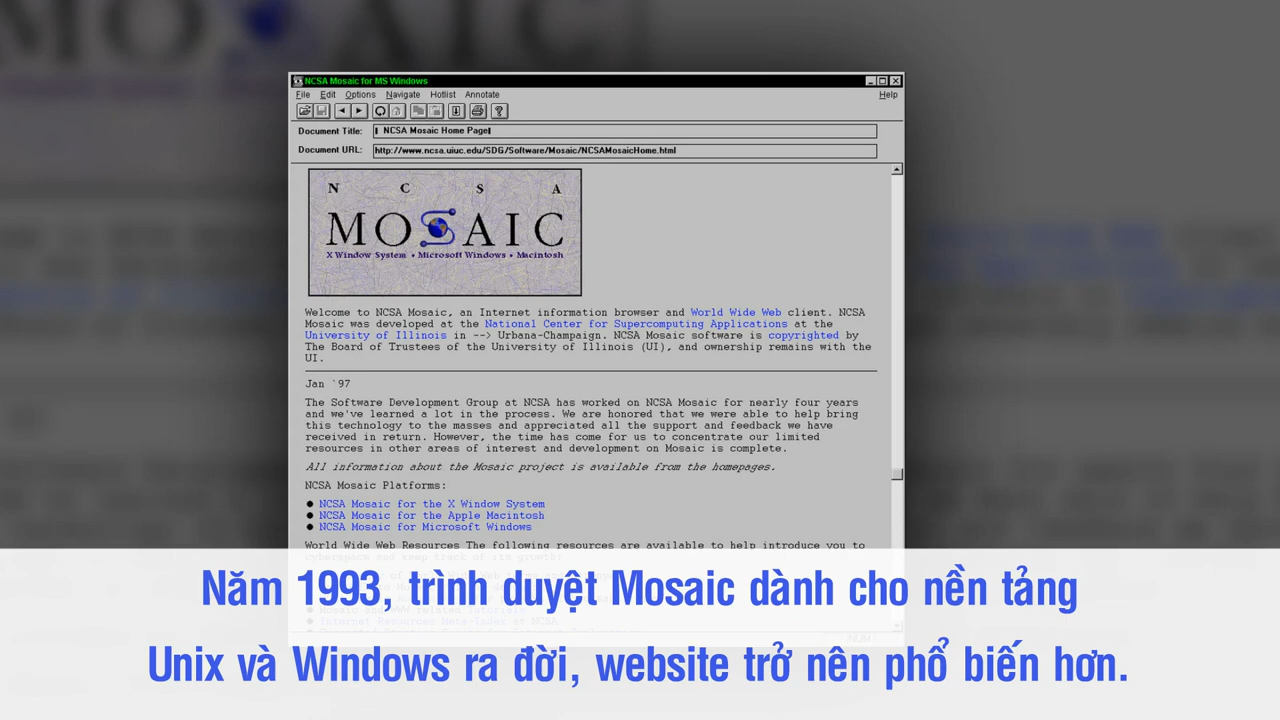 MOSAIC
NCSA Mosaic for MS Windows
File Edit Options Navigate Hotlist Annotate Help
Document Title: NCSA Mosaic Home Page
Document URL: http://www.ncsa.uiuc.edu/SDG/Software/Mosaic/NCSAMosaicHome.html
N C S A
MOSAIC
X Window System • Microsoft Windows • Macintosh
Welcome to NCSA Mosaic, an Internet information browser and World Wide Web client. NCSA
Mosaic was developed at the National Center for Supercomputing Applications at the
University of Illinois in --> Urbana-Champaign. NCSA Mosaic software is copyrighted by
The Board of Trustees of the University of Illinois (UI), and ownership remains with the
UI.
Jan `97
The Software Development Group at NCSA has worked on NCSA Mosaic for nearly four years
and we've learned a lot in the process. We are honored that we were able to help bring
this technology to the masses and appreciated all the support and feedback we have
received in return. However, the time has come for us to concentrate our limited
resources in other areas of interest and development on Mosaic is complete.
All information about the Mosaic project is available from the homepages.
NCSA Mosaic Platforms:
● NCSA Mosaic for the X Window System
● NCSA Mosaic for the Apple Macintosh
● NCSA Mosaic for Microsoft Windows
World Wide Web Resources The following resources are available to help introduce you to
cyberspace and keep track of its growth:
Năm 1993, trình duyệt Mosaic dành cho nền tảng
Unix và Windows ra đời, website trở nên phổ biến hơn.